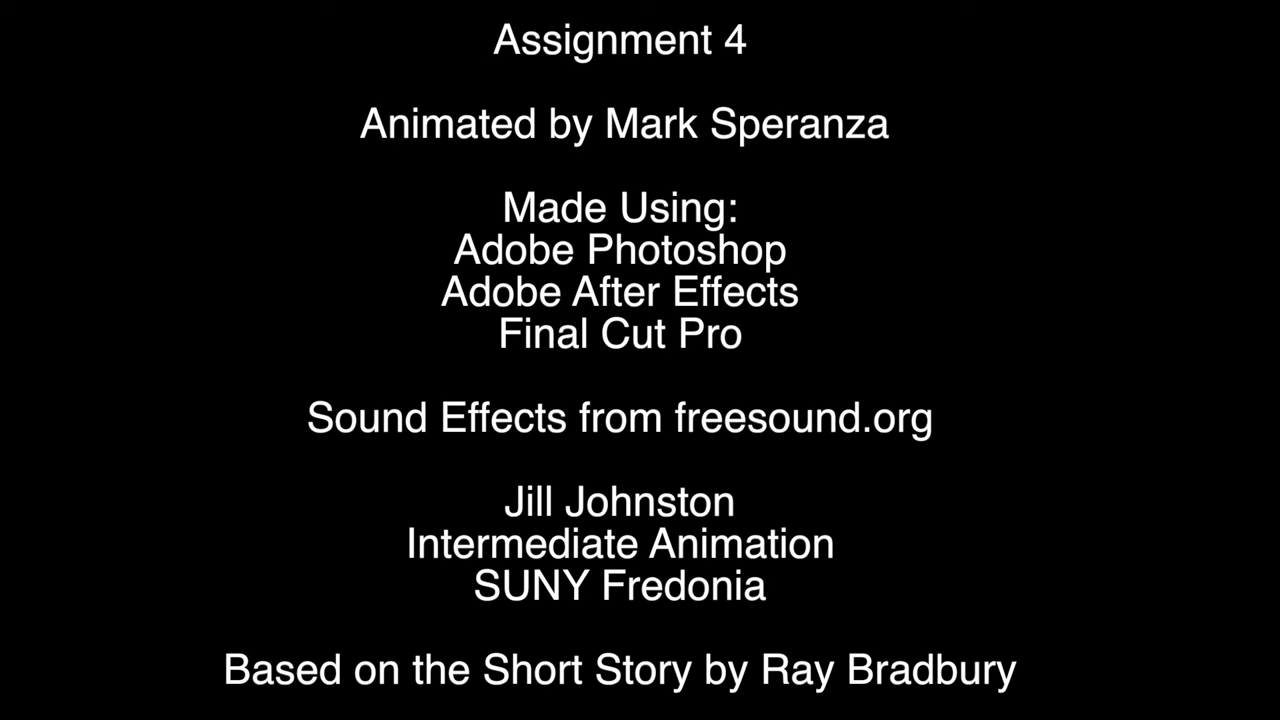 Assignment 4
Animated by Mark Speranza
Made Using:
Adobe Photoshop
Adobe After Effects
Final Cut Pro
Sound Effects from freesound.org
Jill Johnston
Intermediate Animation
SUNY Fredonia
Based on the Short Story by Ray Bradbury